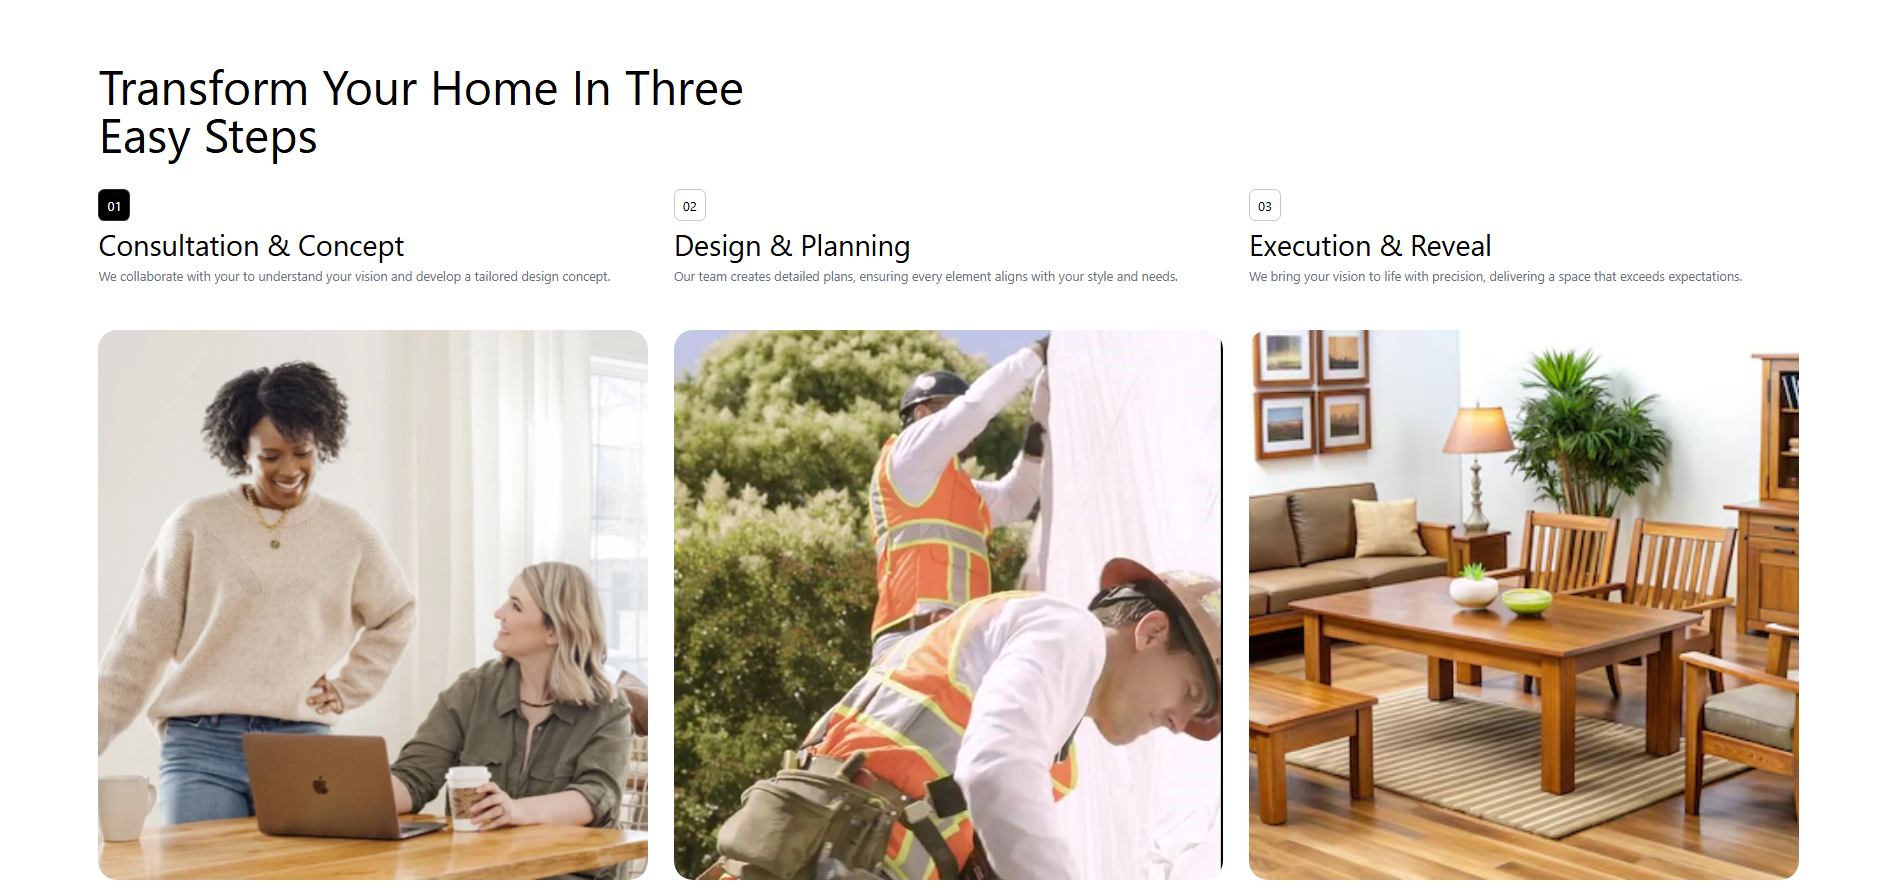 Transform Your Home In Three
Easy Steps
01
Consultation & Concept
We collaborate with your to understand your vision and develop a tailored design concept.
02
Design & Planning
Our team creates detailed plans, ensuring every element aligns with your style and needs.
03
Execution & Reveal
We bring your vision to life with precision, delivering a space that exceeds expectations.